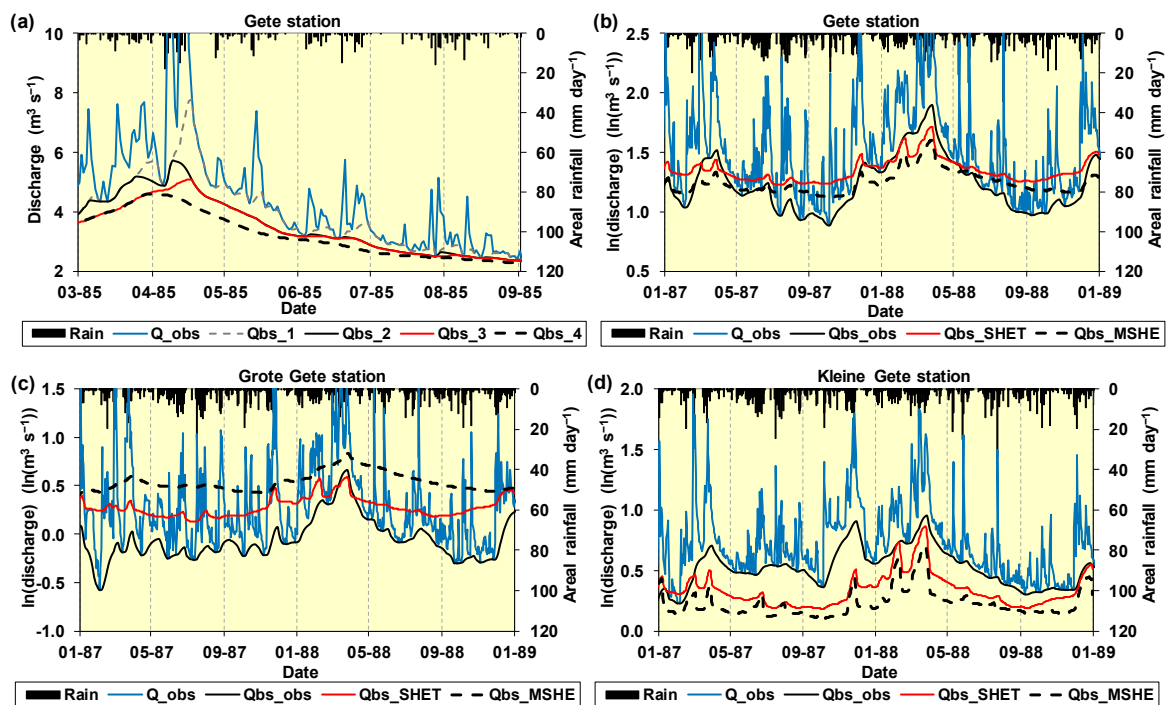 (a)
Gete station
10
8
6
4
2
Discharge (m³ s⁻¹)
0
20
40
60
80
100
120
Areal rainfall (mm day⁻¹)
03-85 04-85 05-85 06-85 07-85 08-85 09-85
Date
Rain Q_obs Qbs_1 Qbs_2 Qbs_3 Qbs_4
(b)
Gete station
2.5
2.0
1.5
1.0
0.5
ln(discharge) (ln(m³ s⁻¹))
0
20
40
60
80
100
120
Areal rainfall (mm day⁻¹)
01-87 05-87 09-87 01-88 05-88 09-88 01-89
Date
Rain Q_obs Qbs_obs Qbs_SHET Qbs_MSHE
(c)
Grote Gete station
1.5
1.0
0.5
0.0
-0.5
-1.0
ln(discharge) (ln(m³ s⁻¹))
0
20
40
60
80
100
120
Areal rainfall (mm day⁻¹)
01-87 05-87 09-87 01-88 05-88 09-88 01-89
Date
Rain Q_obs Qbs_obs Qbs_SHET Qbs_MSHE
(d)
Kleine Gete station
2.0
1.5
1.0
0.5
0.0
ln(discharge) (ln(m³ s⁻¹))
0
20
40
60
80
100
120
Areal rainfall (mm day⁻¹)
01-87 05-87 09-87 01-88 05-88 09-88 01-89
Date
Rain Q_obs Qbs_obs Qbs_SHET Qbs_MSHE